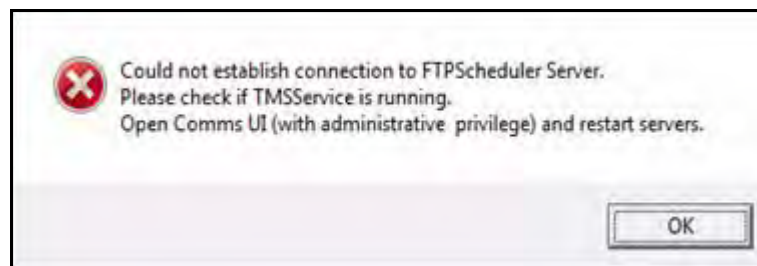 Could not establish connection to FTPScheduler Server.
Please check if TMSService is running.
Open Comms UI (with administrative privilege) and restart servers.
OK